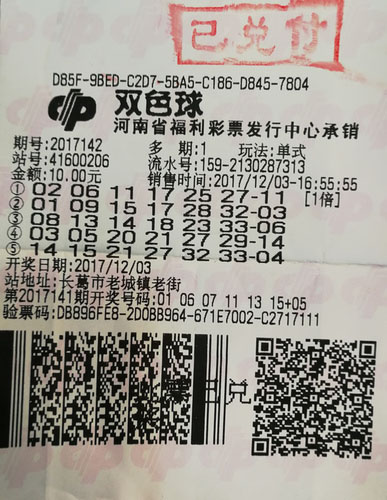 已兑付
D85F-9BED-C2D7-5BA5-C186-D845-7804
双色球
河南省福利彩票发行中心承销
期号:2017142 多 期:1 玩法:单式
站号:41600206 流水号:159-2130287313
金额:10.00元 销售时间:2017/12/03-16:55:55
① 02 06 11 17 25 27-11 [1倍]
② 01 09 15 17 28 32-03
③ 08 13 14 18 23 33-06
④ 03 05 20 21 27 29-14
⑤ 14 15 21 27 32 33-04
开奖日期:2017/12/03
站地址:长葛市老城镇老街
第2017141期开奖号码:01 06 07 11 13 15+05
验票码:DB896FE8-2D0BB964-671E7002-C2717111
票已兑